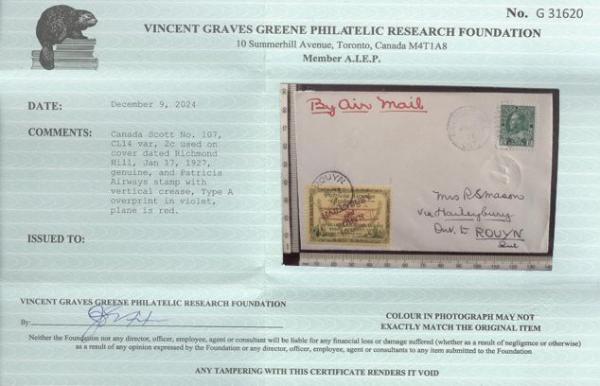 No. G 31620
VINCENT GRAVES GREENE PHILATELIC RESEARCH FOUNDATION
10 Summerhill Avenue, Toronto, Canada M4T1A8
Member A.I.E.P.
DATE: December 9, 2024
COMMENTS: Canada Scott No. 107,
CL14 var, 2c used on
cover dated Richmond
Hill, Jan 17, 1927,
genuine, and Patricia
Airways stamp with
vertical crease, Type A
overprint in violet,
plane is red.
ISSUED TO:
By Air Mail
ROUYN
Mrs R S Mason
via Haileybury
Ont. to ROUYN
Que
VINCENT GRAVES GREENE PHILATELIC RESEARCH FOUNDATION
By:
COLOUR IN PHOTOGRAPH MAY NOT
EXACTLY MATCH THE ORIGINAL ITEM
Neither the Foundation nor any director, officer, employee, agent or consultant will be liable for any financial loss or damage suffered (whether as a result of negligence or otherwise)
as a result of any opinion expressed by the Foundation or any director, officer, employee, agent or consultants to any item submitted to the Foundation
ANY TAMPERING WITH THIS CERTIFICATE RENDERS IT VOID